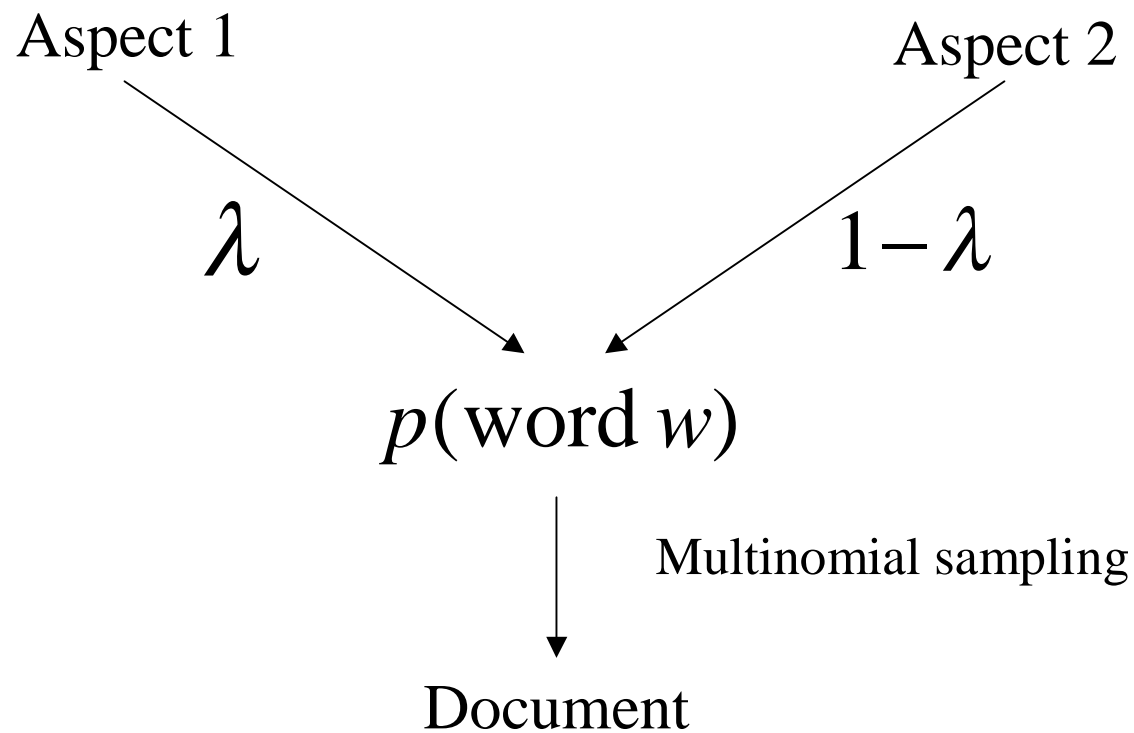 Aspect 1
Aspect 2
λ
1 − λ
p(word w)
Multinomial sampling
Document